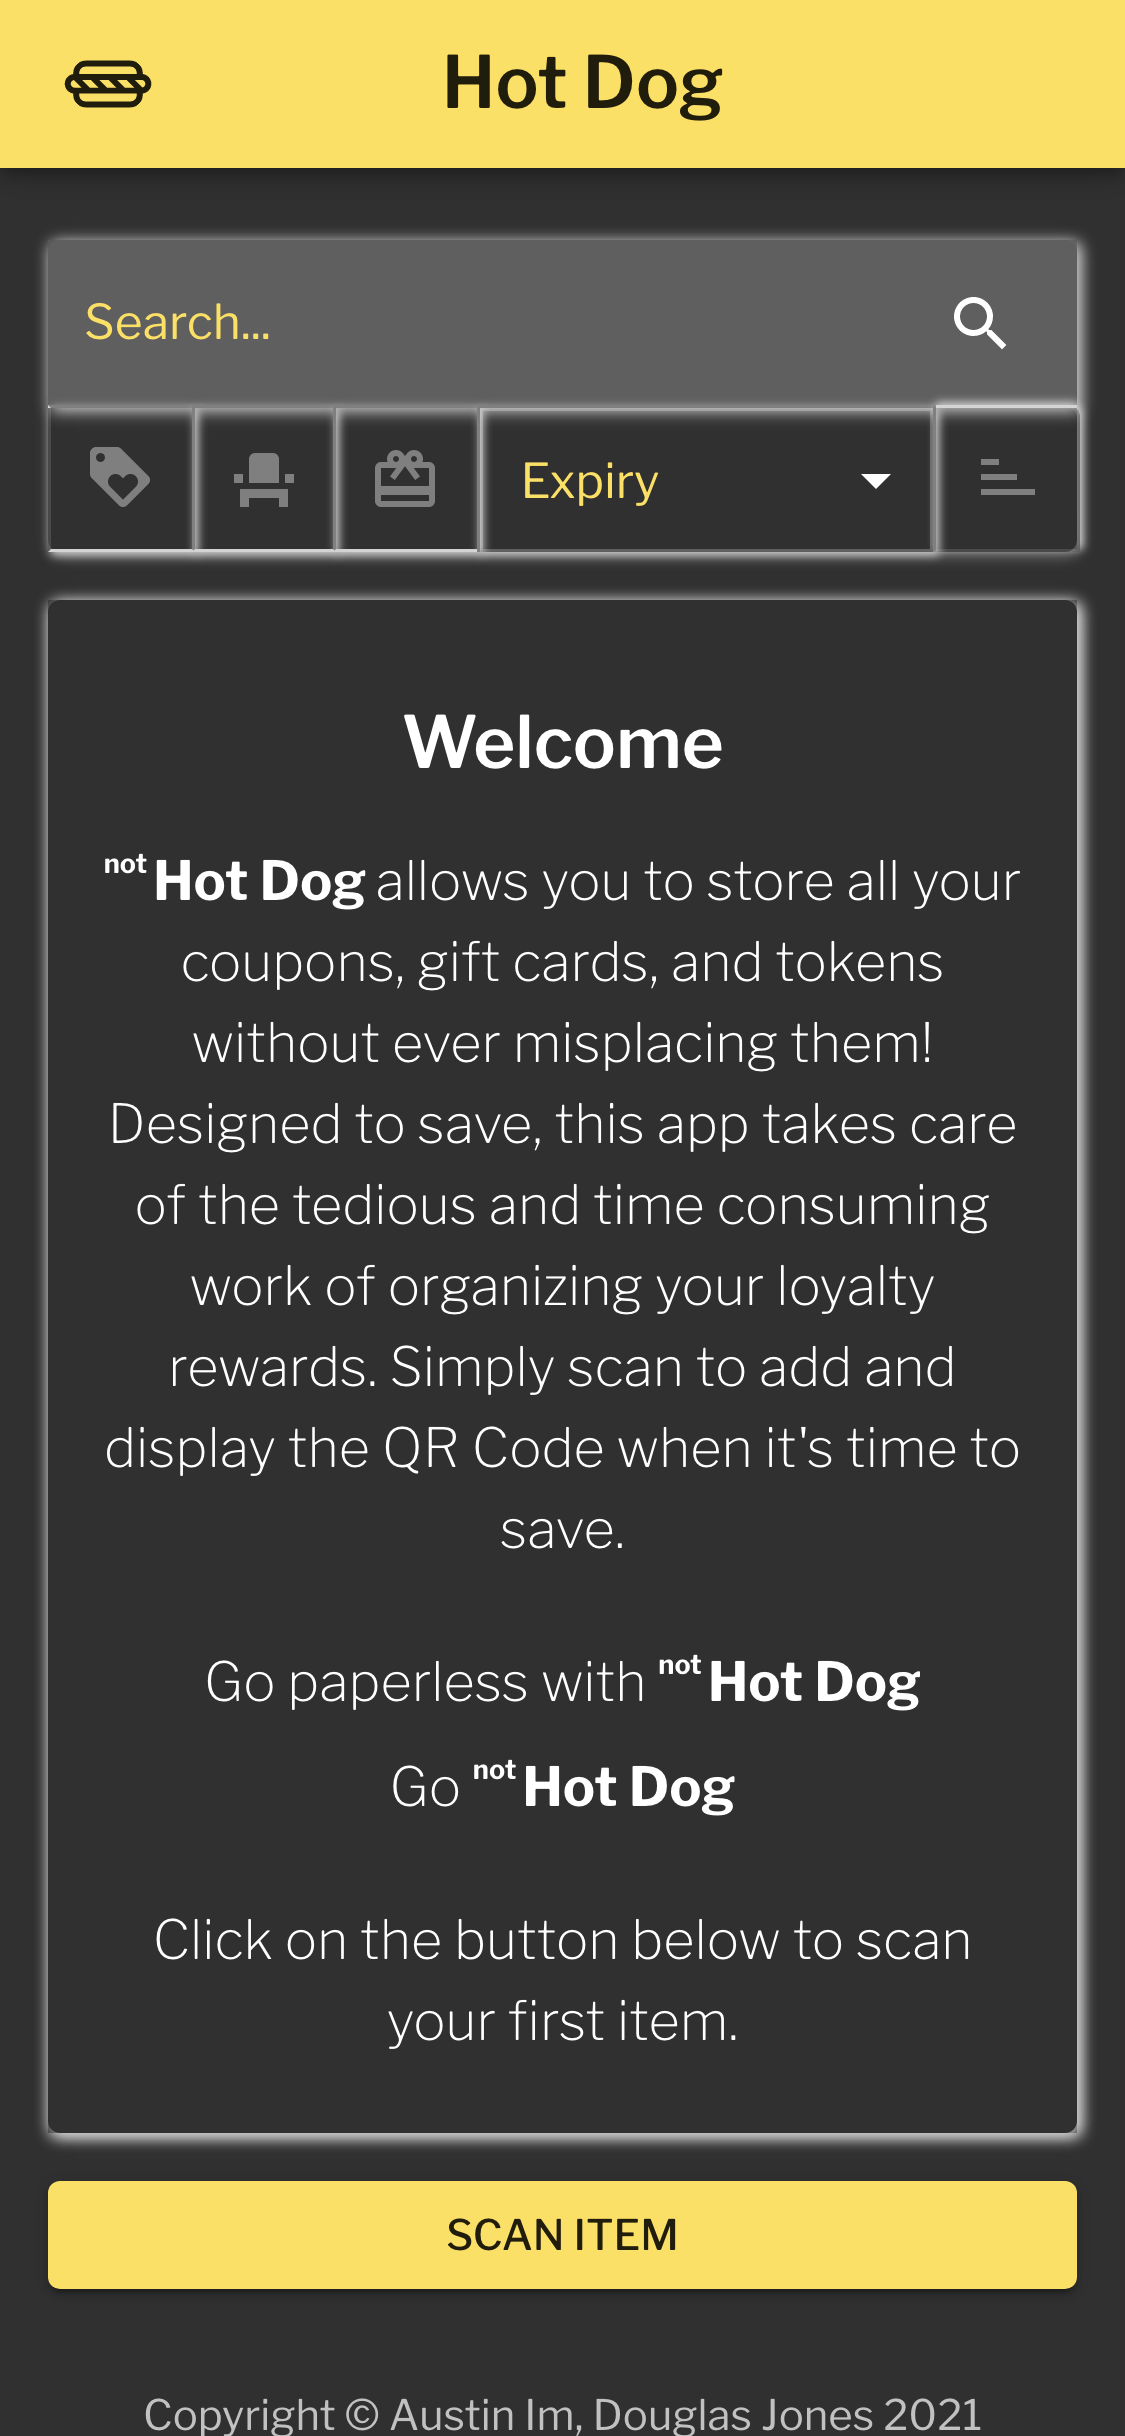 Hot Dog
Search...
Expiry
Welcome
not Hot Dog allows you to store all your
coupons, gift cards, and tokens
without ever misplacing them!
Designed to save, this app takes care
of the tedious and time consuming
work of organizing your loyalty
rewards. Simply scan to add and
display the QR Code when it's time to
save.
Go paperless with not Hot Dog
Go not Hot Dog
Click on the button below to scan
your first item.
SCAN ITEM
Copyright © Austin Im, Douglas Jones 2021